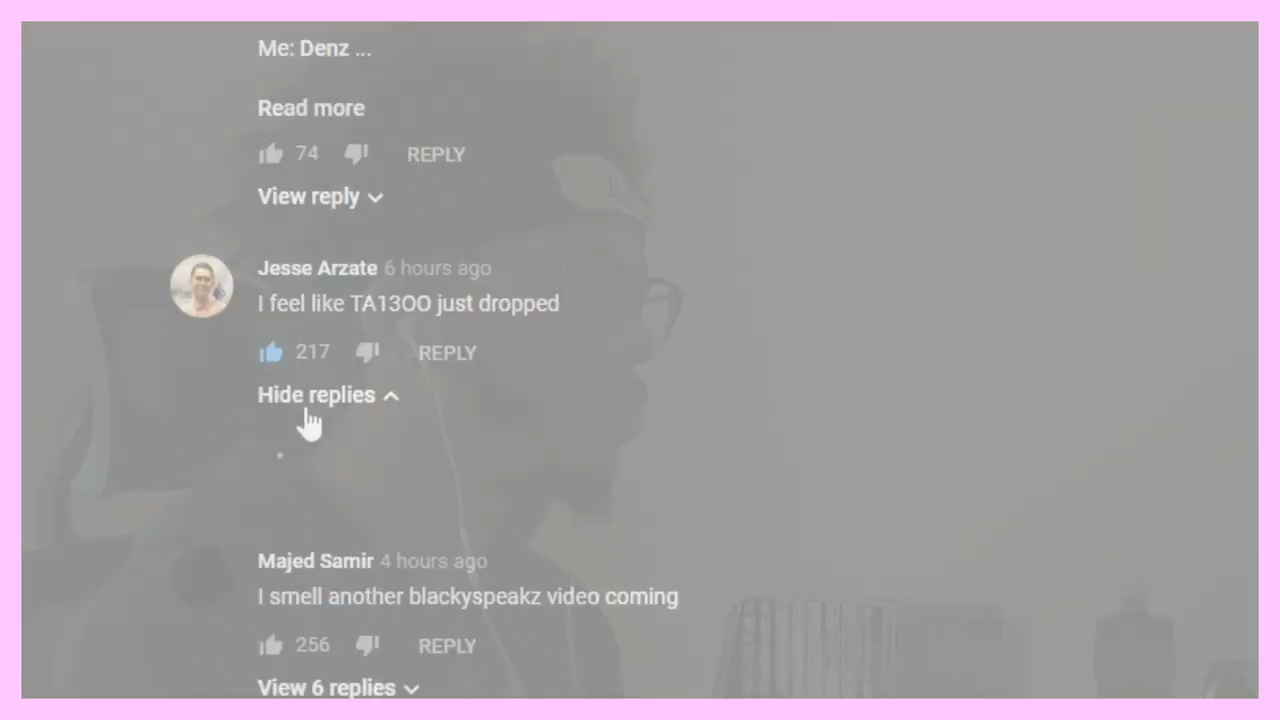 Me: Denz ...
Read more
74 REPLY
View reply
Jesse Arzate 6 hours ago
I feel like TA13OO just dropped
217 REPLY
Hide replies
Majed Samir 4 hours ago
I smell another blackyspeakz video coming
256 REPLY
View 6 replies